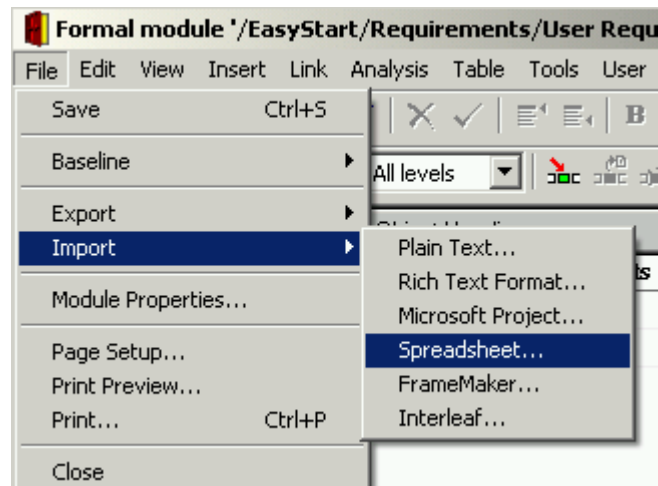 Formal module '/EasyStart/Requirements/User Requ
File Edit View Insert Link Analysis Table Tools User
Save Ctrl+S
B
Baseline
All levels
Export
Import
Plain Text...
Rich Text Format...
ts
Module Properties...
Microsoft Project...
Page Setup...
Spreadsheet...
Print Preview...
FrameMaker...
Print... Ctrl+P
Interleaf...
Close